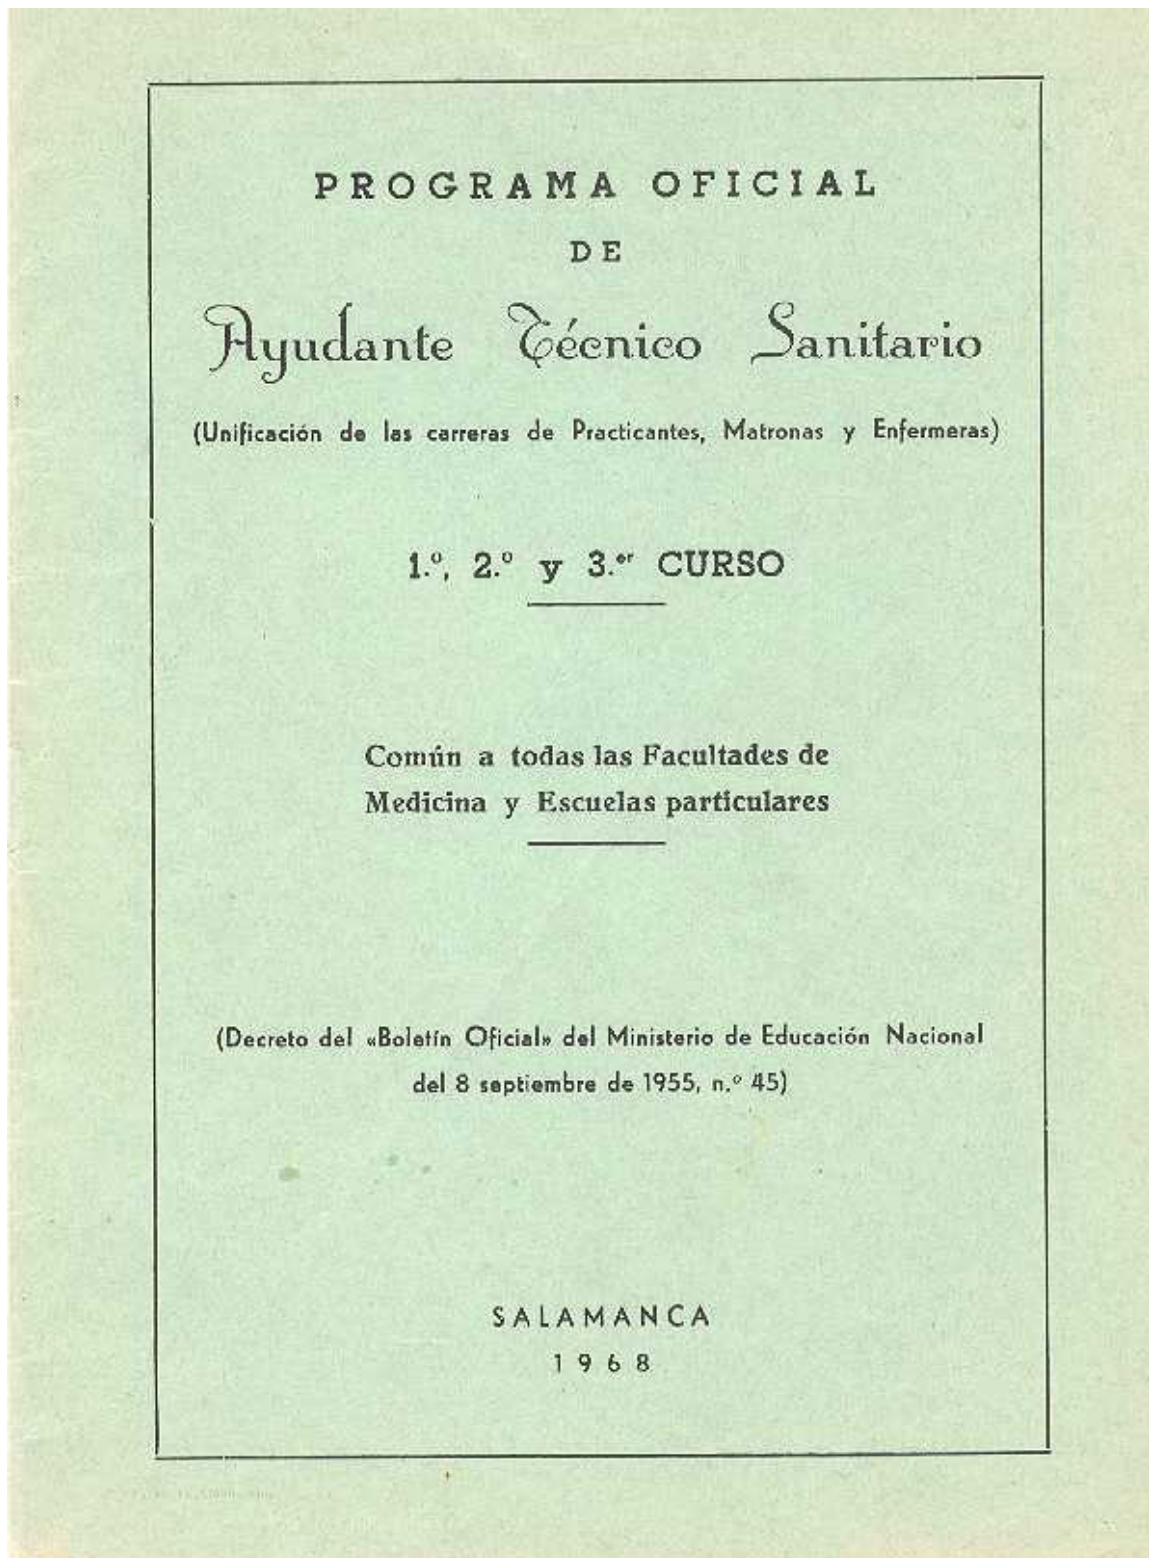 PROGRAMA OFICIAL
DE
Ayudante Técnico Sanitario
(Unificación de las carreras de Practicantes, Matronas y Enfermeras)
1.º, 2.º y 3.er CURSO
Común a todas las Facultades de
Medicina y Escuelas particulares
(Decreto del «Boletín Oficial» del Ministerio de Educación Nacional
del 8 septiembre de 1955, n.º 45)
SALAMANCA
1968